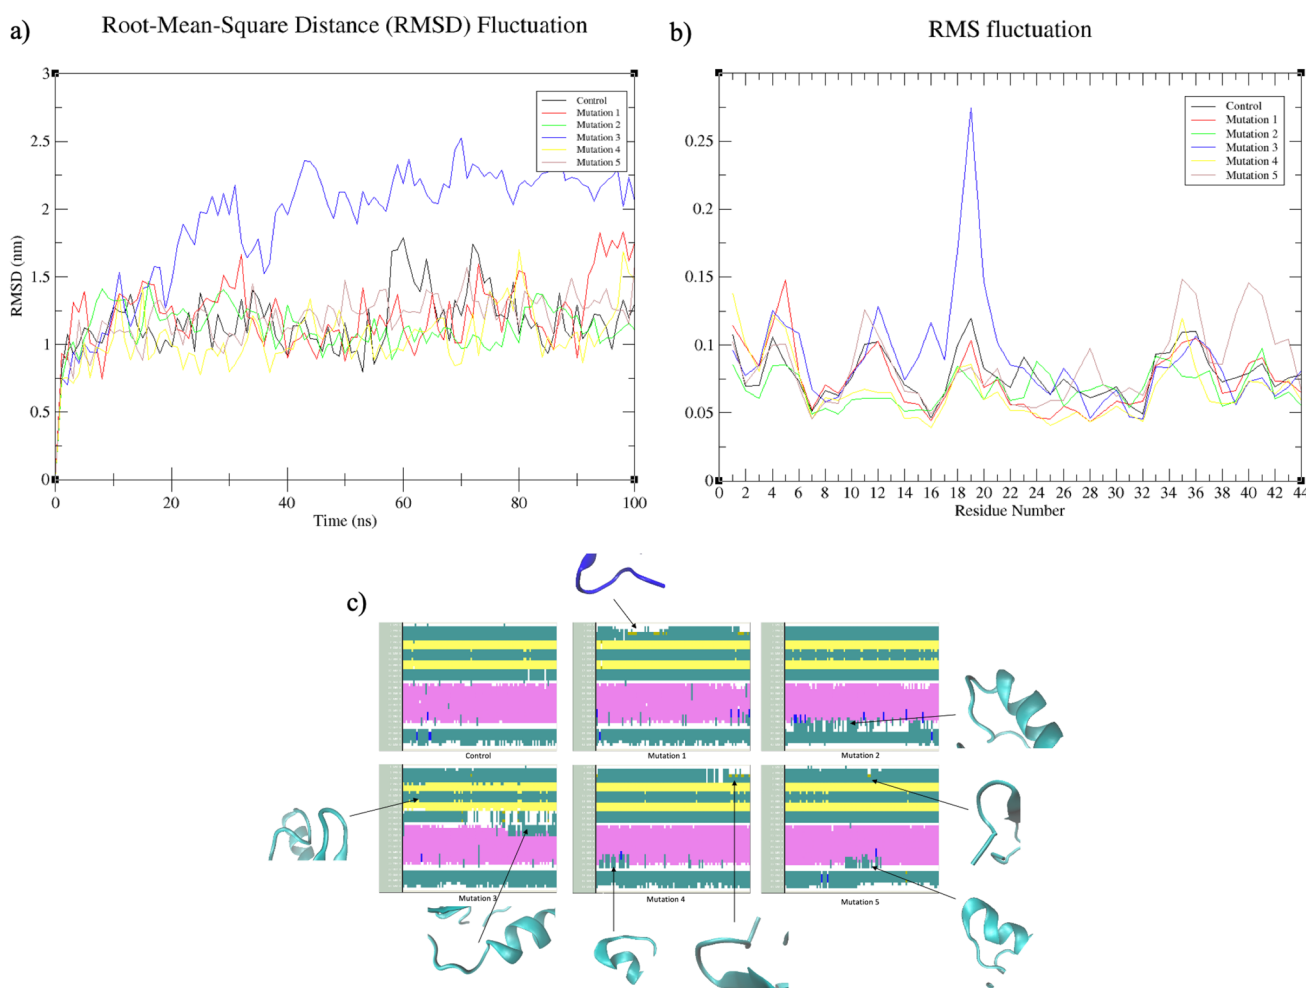 a)
Root-Mean-Square Distance (RMSD) Fluctuation
3
2.5
2
1.5
1
0.5
0
RMSD (nm)
Control
Mutation 1
Mutation 2
Mutation 3
Mutation 4
Mutation 5
0 20 40 60 80 100
Time (ns)
b)
RMS fluctuation
0.25
0.2
0.15
0.1
0.05
0
Control
Mutation 1
Mutation 2
Mutation 3
Mutation 4
Mutation 5
0 2 4 6 8 10 12 14 16 18 20 22 24 26 28 30 32 34 36 38 40 42 44
Residue Number
c)
Control
Mutation 1
Mutation 2
Mutation 3
Mutation 4
Mutation 5